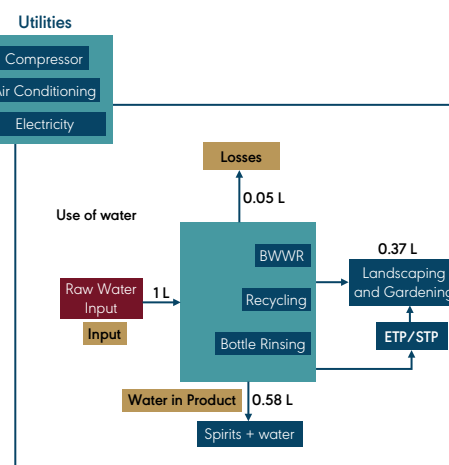 Utilities
Compressor
Air Conditioning
Electricity
Losses
0.05 L
Use of water
BWWR
0.37 L
Landscaping
and Gardening
Raw Water
Input
1 L
Recycling
Input
Bottle Rinsing
ETP/STP
Water in Product
0.58 L
Spirits + water